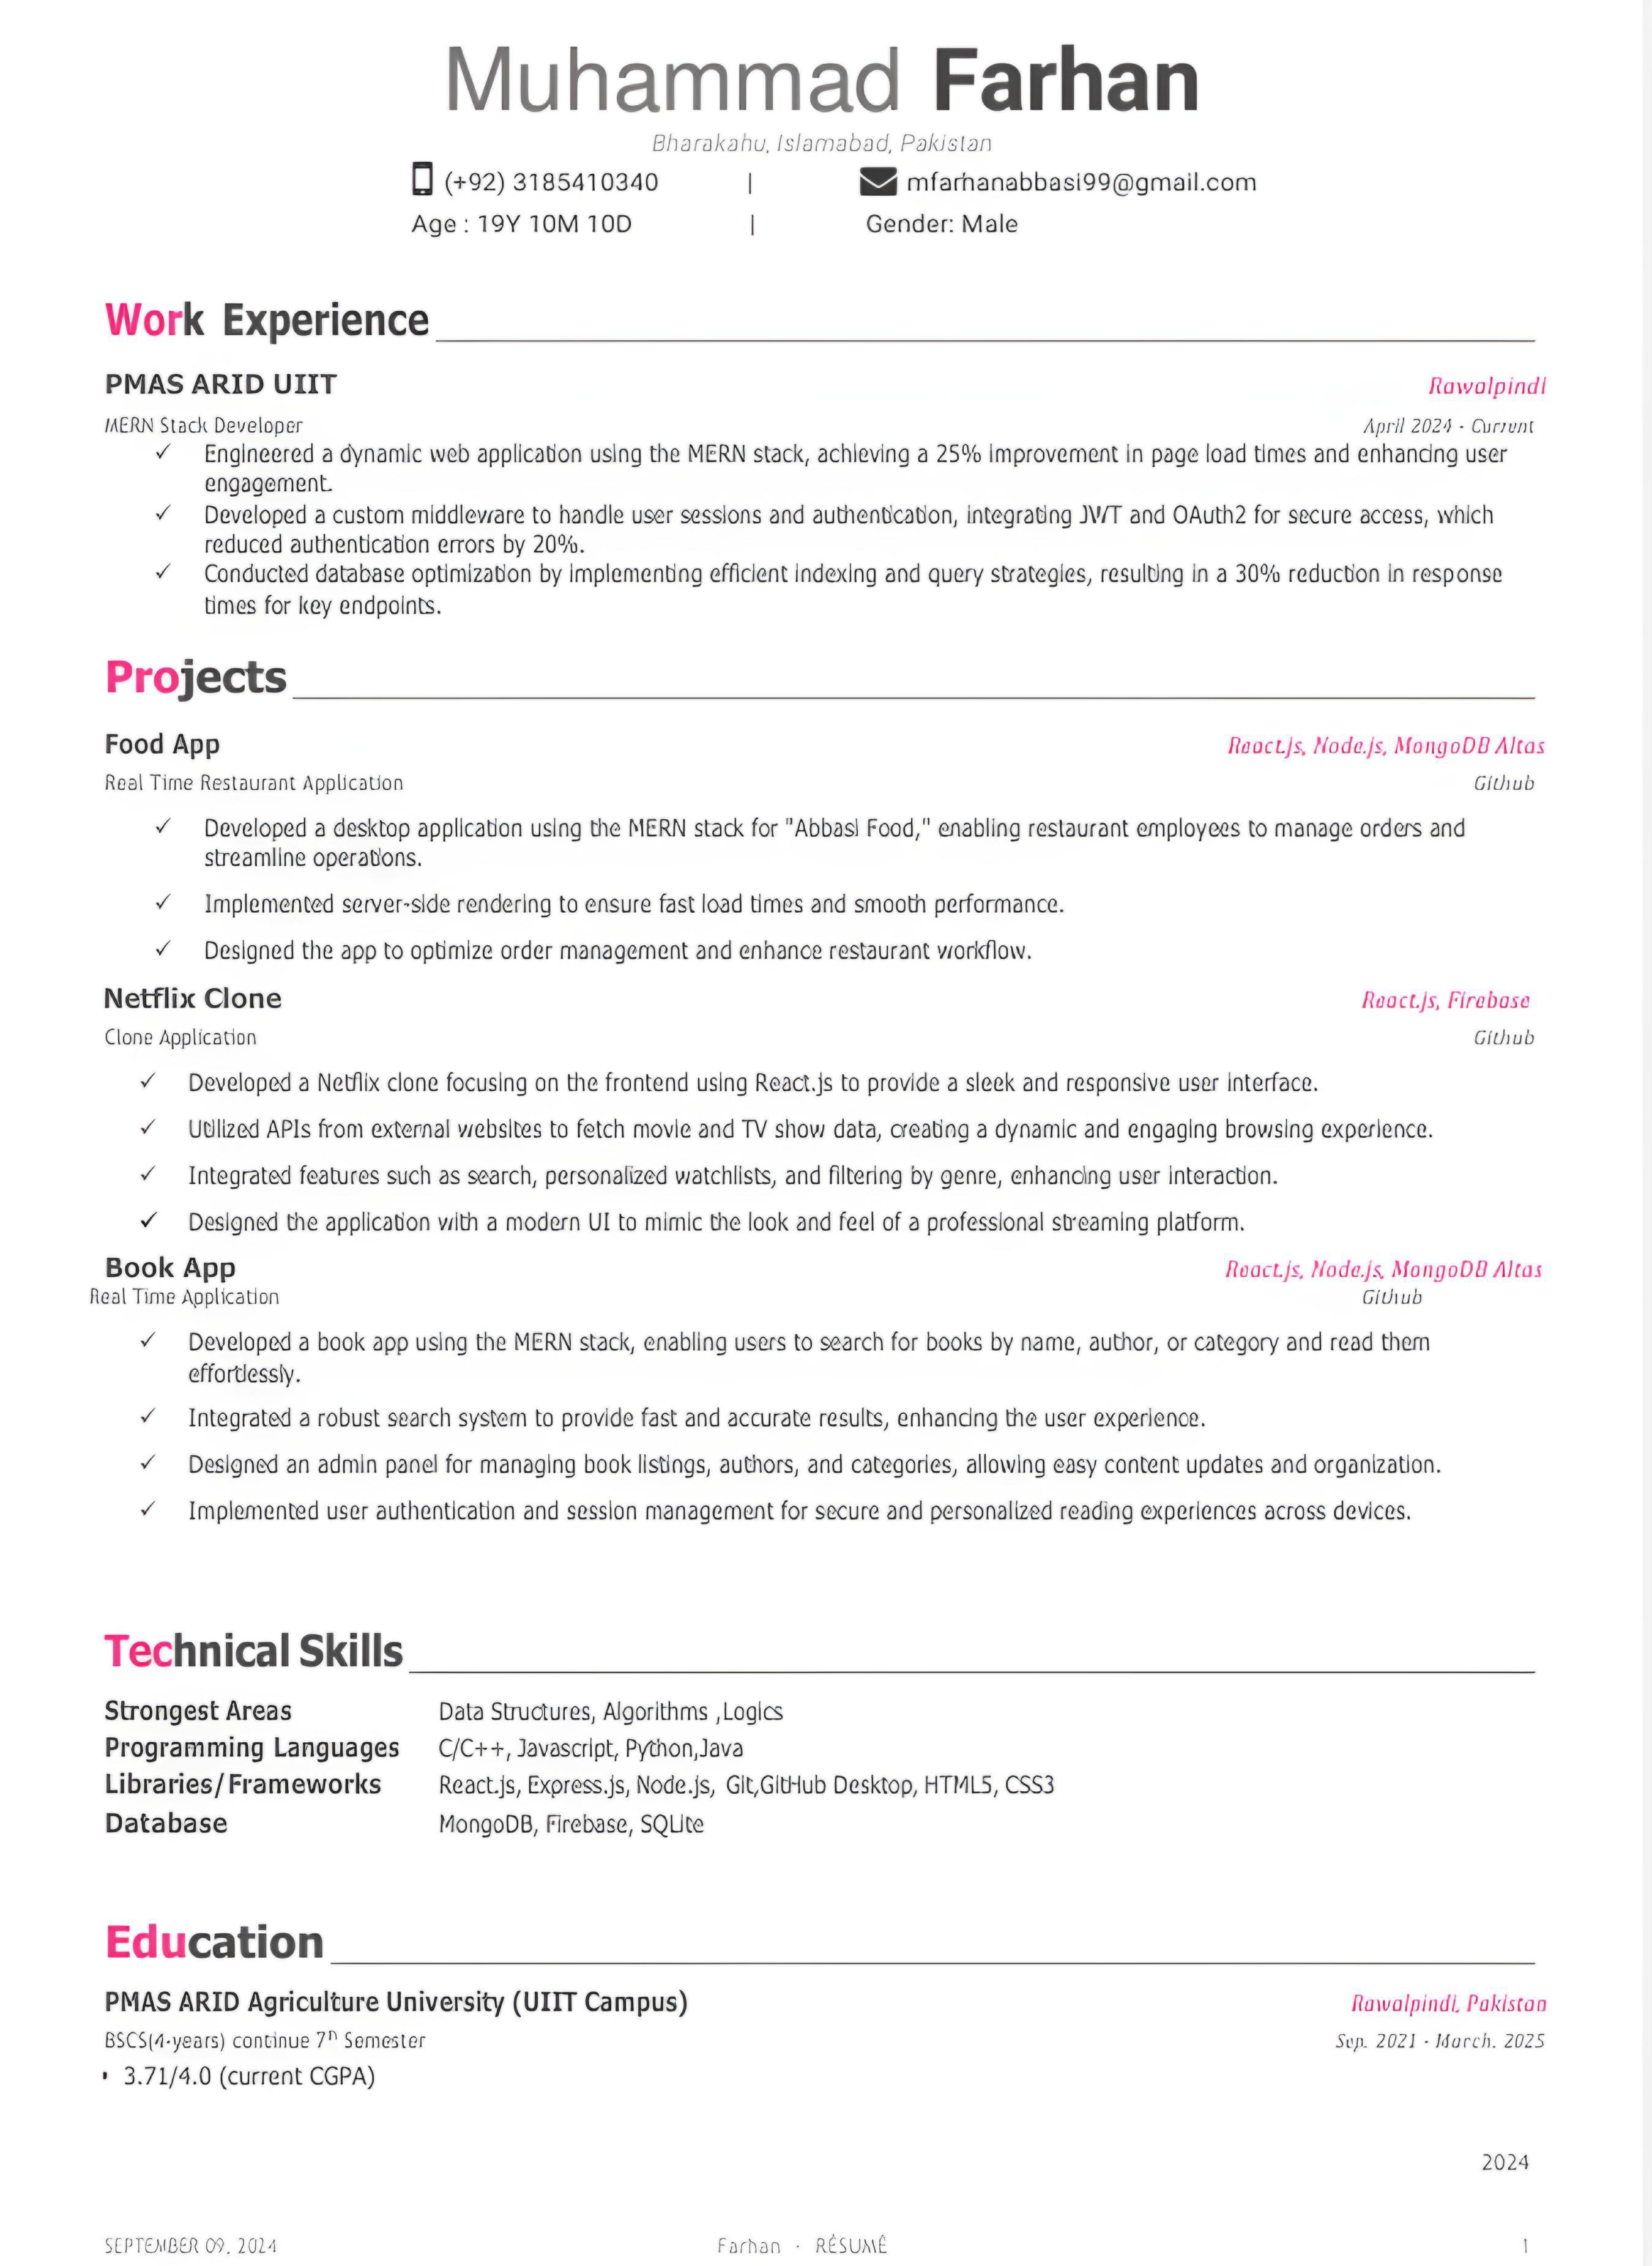 Muhammad Farhan
Bharakahu, Islamabad, Pakistan
(+92) 3185410340 | mfarhanabbasi99@gmail.com
Age : 19Y 10M 10D | Gender: Male
Work Experience
PMAS ARID UIIT Rawalpindi
MERN Stack Developer April 2024 - Current
✓ Engineered a dynamic web application using the MERN stack, achieving a 25% improvement in page load times and enhancing user
engagement.
✓ Developed a custom middleware to handle user sessions and authentication, integrating JWT and OAuth2 for secure access, which
reduced authentication errors by 20%.
✓ Conducted database optimization by implementing efficient indexing and query strategies, resulting in a 30% reduction in response
times for key endpoints.
Projects
Food App React.js, Node.js, MongoDB Altas
Real Time Restaurant Application Github
✓ Developed a desktop application using the MERN stack for "Abbasi Food," enabling restaurant employees to manage orders and
streamline operations.
✓ Implemented server-side rendering to ensure fast load times and smooth performance.
✓ Designed the app to optimize order management and enhance restaurant workflow.
Netflix Clone React.js, Firebase
Clone Application Github
✓ Developed a Netflix clone focusing on the frontend using React.js to provide a sleek and responsive user interface.
✓ Utilized APIs from external websites to fetch movie and TV show data, creating a dynamic and engaging browsing experience.
✓ Integrated features such as search, personalized watchlists, and filtering by genre, enhancing user interaction.
✓ Designed the application with a modern UI to mimic the look and feel of a professional streaming platform.
Book App React.js, Node.js, MongoDB Altas
Real Time Application Github
✓ Developed a book app using the MERN stack, enabling users to search for books by name, author, or category and read them
effortlessly.
✓ Integrated a robust search system to provide fast and accurate results, enhancing the user experience.
✓ Designed an admin panel for managing book listings, authors, and categories, allowing easy content updates and organization.
✓ Implemented user authentication and session management for secure and personalized reading experiences across devices.
Technical Skills
Strongest Areas Data Structures, Algorithms ,Logics
Programming Languages C/C++, Javascript, Python,Java
Libraries/Frameworks React.js, Express.js, Node.js, Git,GitHub Desktop, HTML5, CSS3
Database MongoDB, Firebase, SQLite
Education
PMAS ARID Agriculture University (UIIT Campus) Rawalpindi, Pakistan
BSCS(4-years) continue 7ᵗʰ Semester Sep. 2021 - March. 2025
• 3.71/4.0 (current CGPA)
2024
SEPTEMBER 09, 2024 Farhan · RÉSUMÉ 1